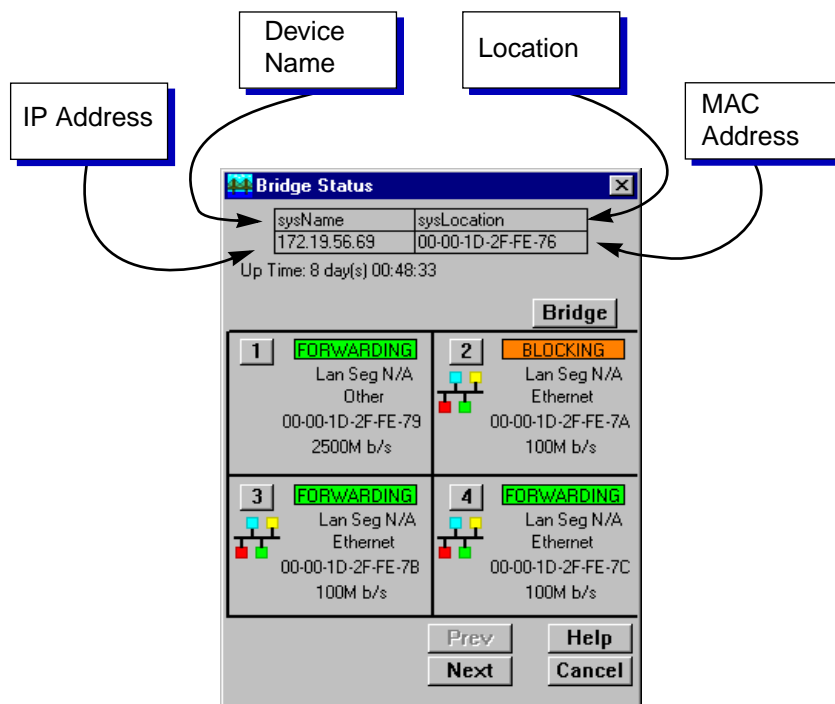 Device
Name
Location
IP Address
MAC
Address
Bridge Status
sysName sysLocation
172.19.56.69 00-00-1D-2F-FE-76
Up Time: 8 day(s) 00:48:33
Bridge
1 FORWARDING
Lan Seg N/A
Other
00-00-1D-2F-FE-79
2500M b/s
2 BLOCKING
Lan Seg N/A
Ethernet
00-00-1D-2F-FE-7A
100M b/s
3 FORWARDING
Lan Seg N/A
Ethernet
00-00-1D-2F-FE-7B
100M b/s
4 FORWARDING
Lan Seg N/A
Ethernet
00-00-1D-2F-FE-7C
100M b/s
Prev Help
Next Cancel